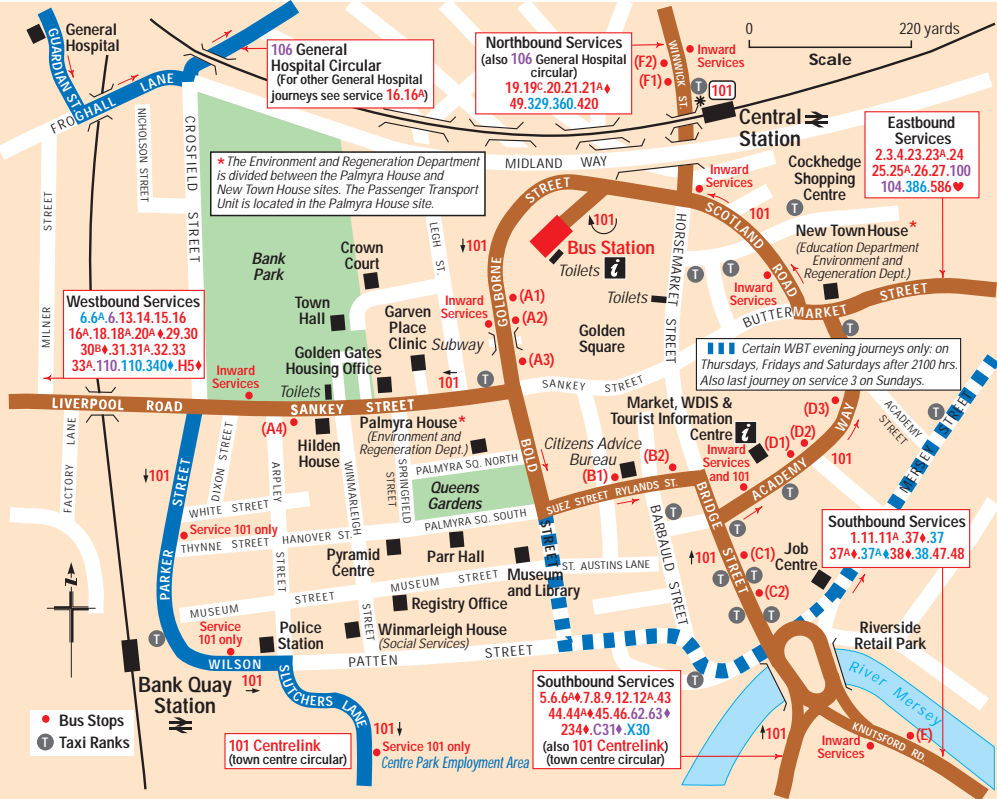 General
Hospital
GUARDIAN ST.
FROGHALL LANE
106 General
Hospital Circular
(For other General Hospital
journeys see service 16.16A)
Northbound Services
(also 106 General Hospital
circular)
19.19C.20.21.21A♦
49.329.360.420
WINWICK ST.
Inward
Services
(F2)
(F1)
T
*
101
0
220 yards
Scale
Central
Station
Eastbound
Services
2.3.4.23.23A.24
25.25A.26.27.100
104.386.586♥
NICHOLSON STREET
CROSFIELD STREET
MIDLAND WAY
* The Environment and Regeneration Department
is divided between the Palmyra House and
New Town House sites. The Passenger Transport
Unit is located in the Palmyra House site.
Cockhedge
Shopping
Centre
T
Inward
Services
SCOTLAND ROAD
101
New Town House*
(Education Department
Environment and
Regeneration Dept.)
MILNER STREET
LEGH ST.
101
GOLBORNE STREET
101
Bus Station
Toilets i
HORSEMARKET STREET
T
T
Inward
Services
BUTTERMARKET STREET
T
Bank
Park
Crown
Court
Town
Hall
Garven
Place
Clinic
Subway
Inward
Services
(A1)
(A2)
(A3)
Toilets
Golden
Square
Westbound Services
6.6A.6.13.14.15.16
16A.18.18A.20A♦.29.30
30B♦.31.31A.32.33
33A.110.110.340♦.H5♦
Golden Gates
Housing Office
Toilets
Inward
Services
101
T
SANKEY STREET
Certain WBT evening journeys only: on
Thursdays, Fridays and Saturdays after 2100 hrs.
Also last journey on service 3 on Sundays.
LIVERPOOL ROAD
SANKEY STREET
(A4)
Hilden
House
Palmyra House*
(Environment and
Regeneration Dept.)
BOLD STREET
Market, WDIS &
Tourist Information
Centre i
(D3)
(D2)
(D1)
ACADEMY WAY
ACADEMY STREET
T
MERSEY STREET
FACTORY LANE
101
PARKER STREET
DIXON STREET
ARPLEY STREET
WINMARLEIGH STREET
SPRINGFIELD STREET
PALMYRA SQ. NORTH
Queens
Gardens
PALMYRA SQ. SOUTH
Citizens Advice
Bureau
(B1)
(B2)
Inward
Services
and 101
101
T
SUEZ STREET
RYLANDS ST.
BRIDGE STREET
BARBAULD STREET
T
T
WHITE STREET
Service 101 only
THYNNE STREET
HANOVER ST.
Pyramid
Centre
Parr Hall
Museum
and Library
ST. AUSTINS LANE
101
(C1)
(C2)
T
T
T
T
Job
Centre
Southbound Services
1.11.11A.37♦.37
37A♦.37A♦38♦.38.47.48
N
MUSEUM STREET
Registry Office
Service
101 only
Police
Station
Winmarleigh House
(Social Services)
T
WILSON
PATTEN STREET
101
Bank Quay
Station
SLUTCHERS LANE
101
Service 101 only
Centre Park Employment Area
Bus Stops
T Taxi Ranks
101 Centrelink
(town centre circular)
Southbound Services
5.6.6A♦.7.8.9.12.12A.43
44.44A♦45.46.62.63♦
234♦.C31♦.X30
(also 101 Centrelink)
(town centre circular)
T
101
Riverside
Retail Park
River Mersey
KNUTSFORD RD.
Inward
Services
(E)